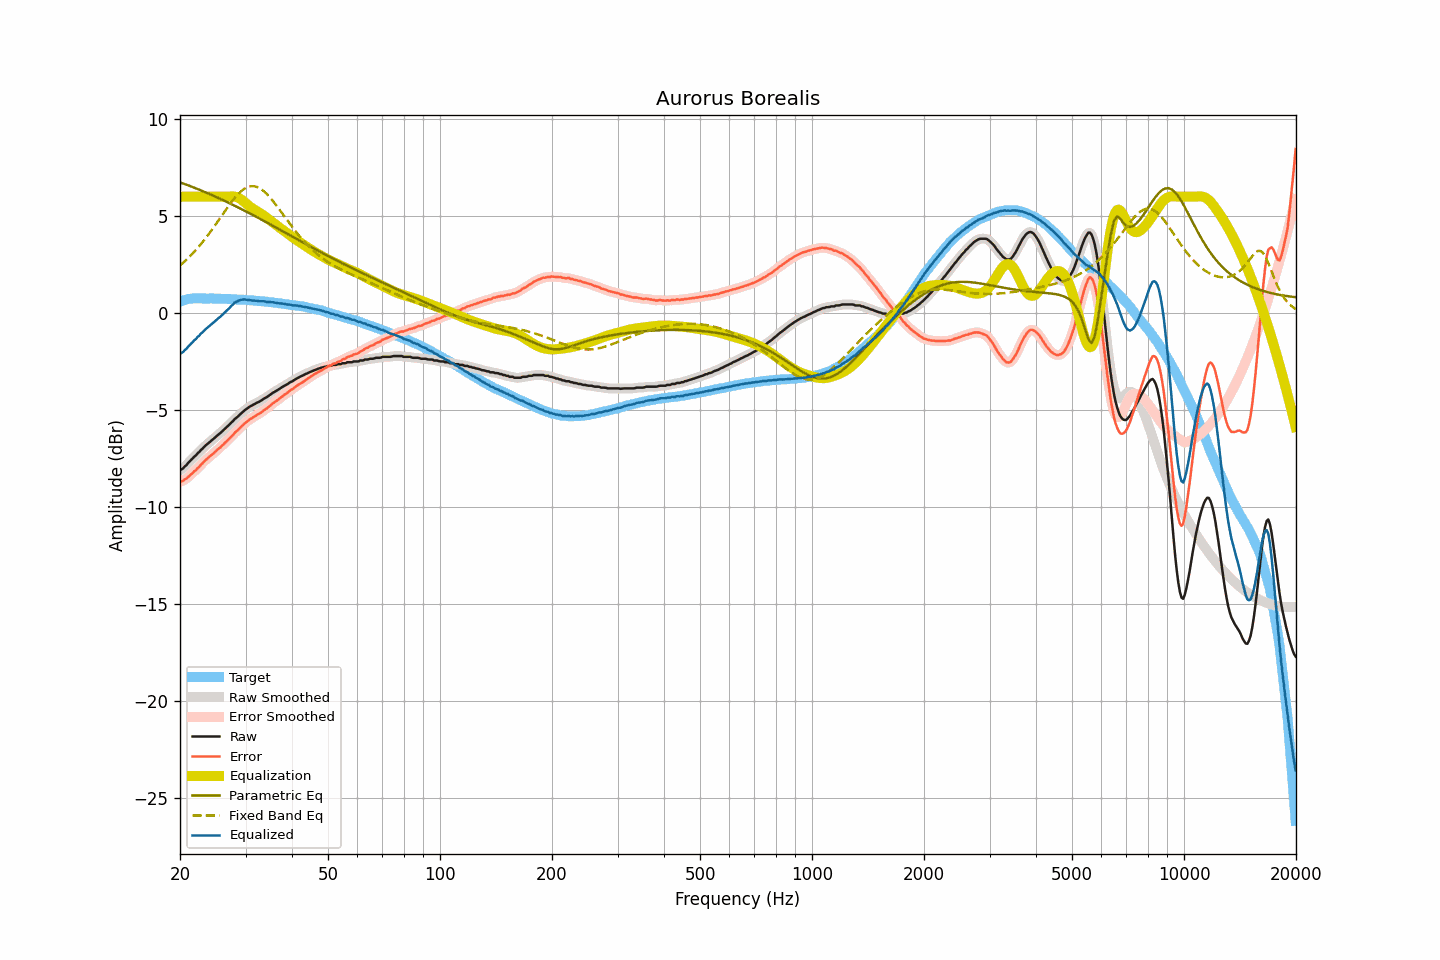 Aurorus Borealis
10
5
0
−5
−10
−15
−20
−25
Amplitude (dBr)
Target
Raw Smoothed
Error Smoothed
Raw
Error
Equalization
Parametric Eq
Fixed Band Eq
Equalized
20 50 100 200 500 1000 2000 5000 10000 20000
Frequency (Hz)